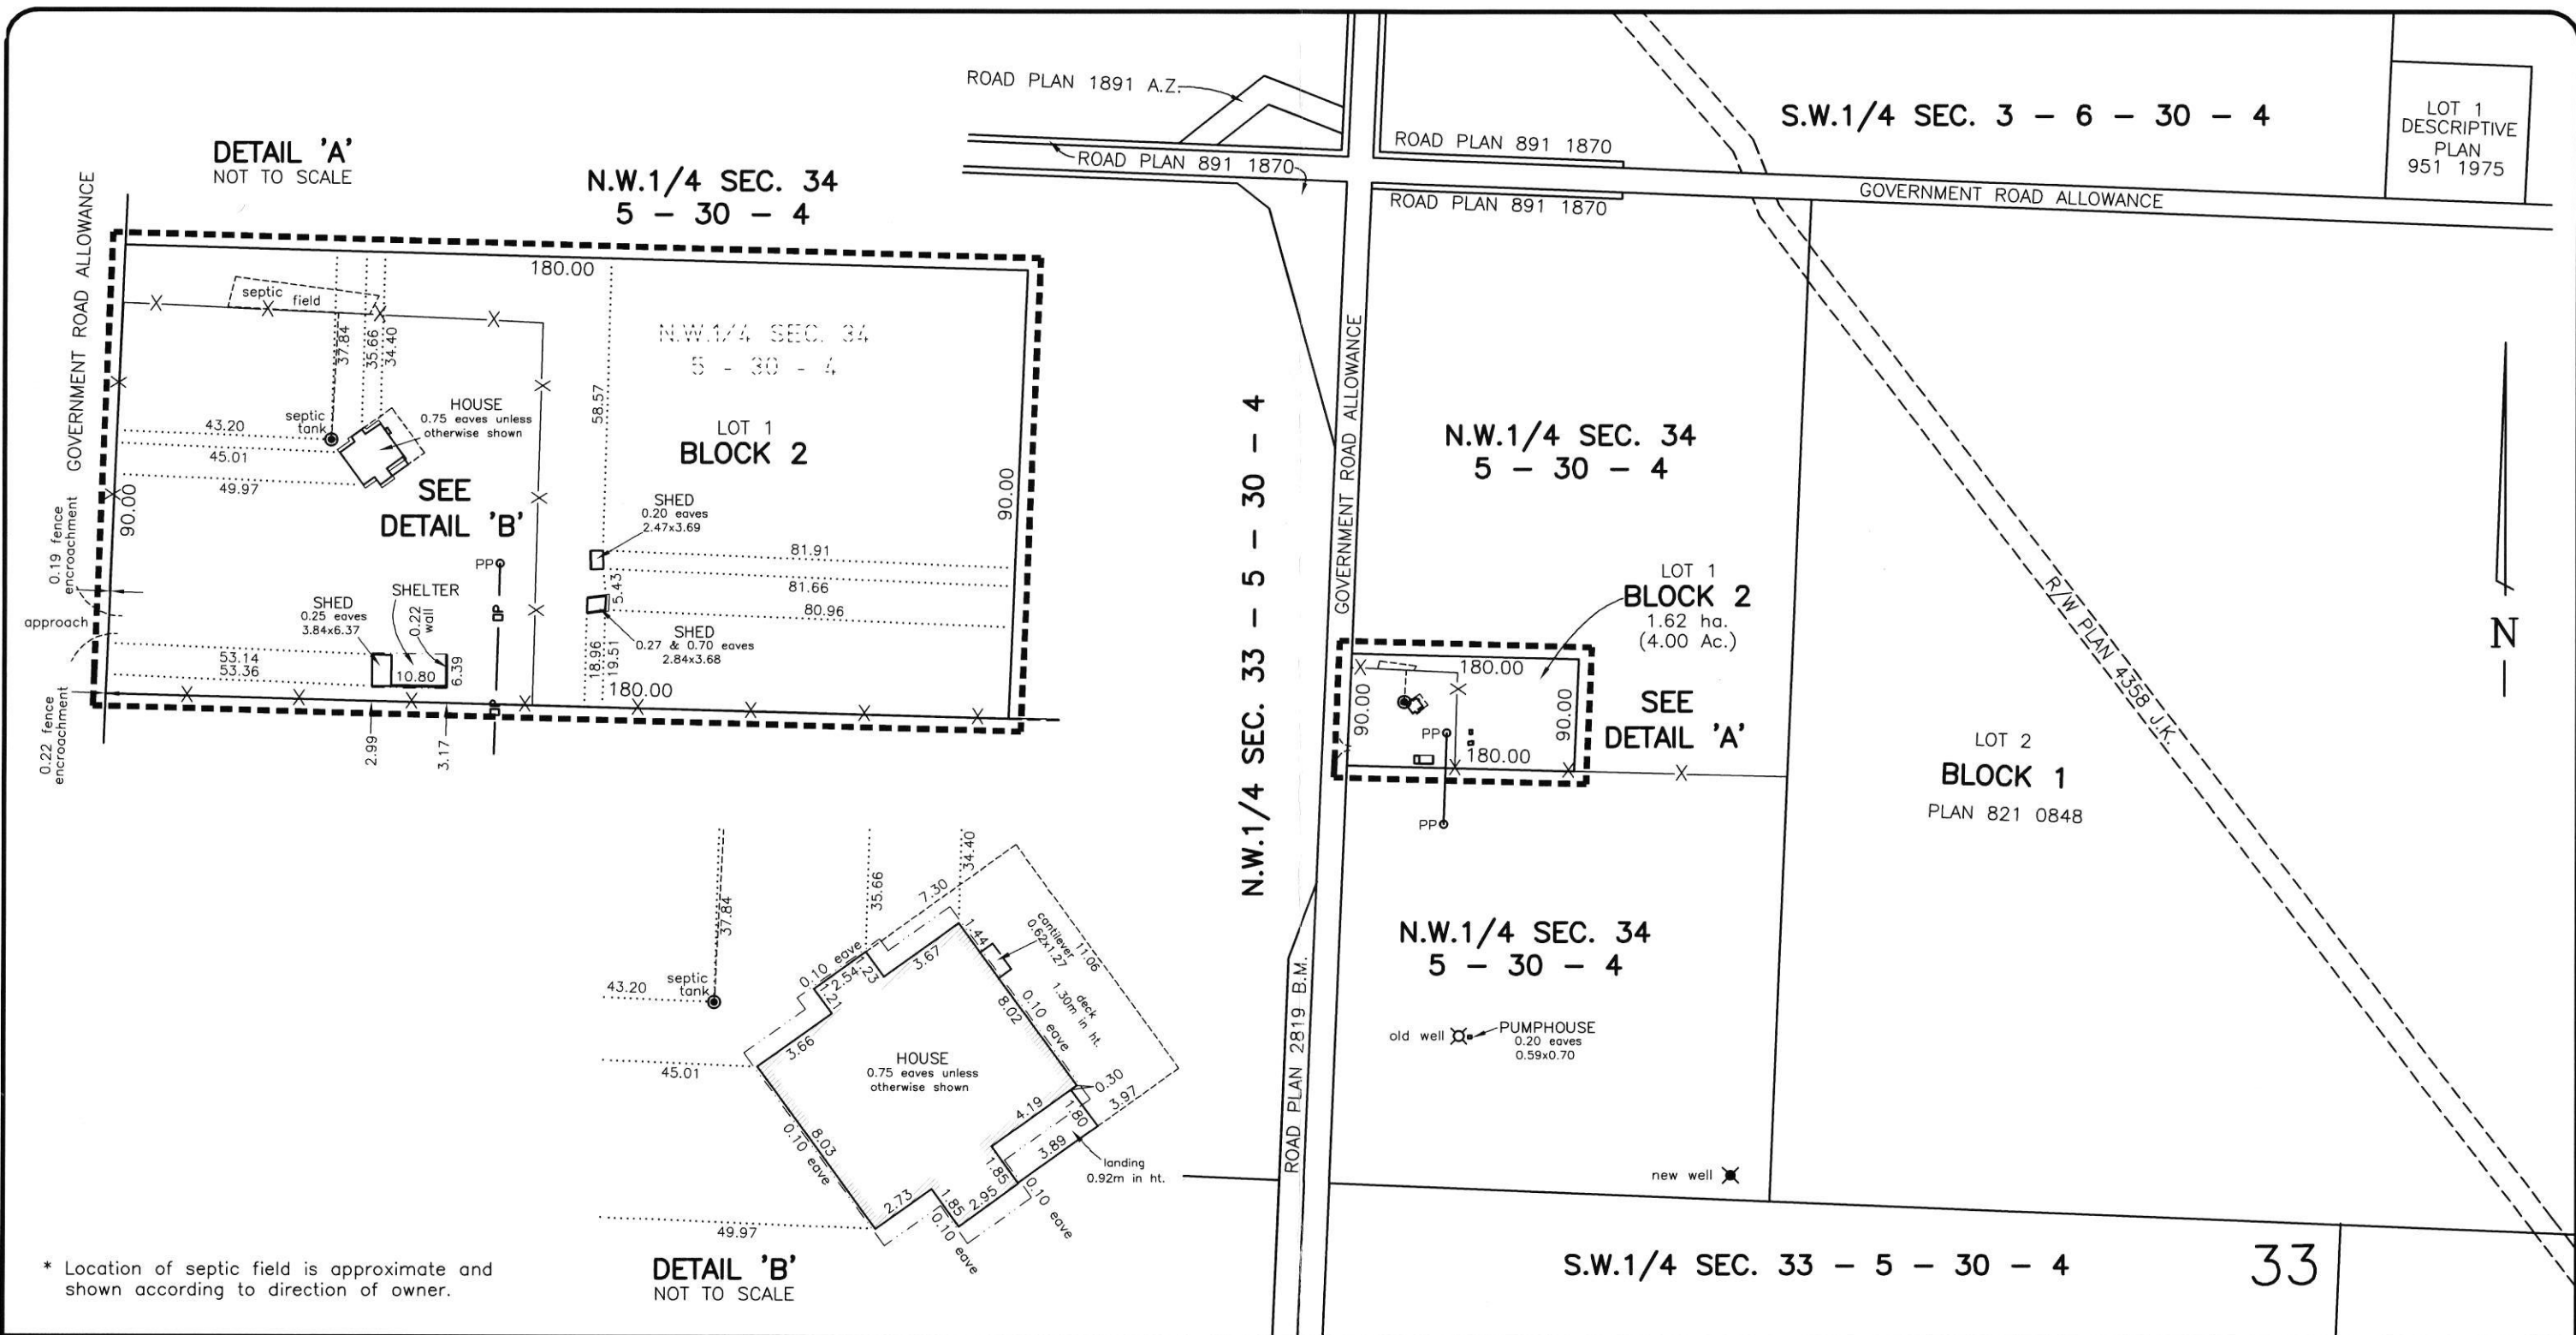 ROAD PLAN 1891 A.Z.
ROAD PLAN 891 1870
ROAD PLAN 891 1870
ROAD PLAN 891 1870
S.W.1/4 SEC. 3 - 6 - 30 - 4
LOT 1
DESCRIPTIVE
PLAN
951 1975
GOVERNMENT ROAD ALLOWANCE
DETAIL 'A'
NOT TO SCALE
N.W.1/4 SEC. 34
5 - 30 - 4
GOVERNMENT ROAD ALLOWANCE
180.00
septic field
37.84
35.66
34.40
N.W.1/4 SEC. 34
5 - 30 - 4
58.57
HOUSE
0.75 eaves unless
otherwise shown
septic
tank
43.20
45.01
49.97
LOT 1
BLOCK 2
SEE
DETAIL 'B'
90.00
90.00
0.19 fence
encroachment
approach
SHED
0.20 eaves
2.47x3.69
81.91
81.66
80.96
5.43
PP
OP
SHELTER
0.22
wall
SHED
0.25 eaves
3.84x6.37
SHED
0.27 & 0.70 eaves
2.84x3.68
53.14
53.36
10.80
6.39
18.96
19.51
180.00
OP
0.22 fence
encroachment
2.99
3.17
N.W.1/4 SEC. 33 - 5 - 30 - 4
GOVERNMENT ROAD ALLOWANCE
N.W.1/4 SEC. 34
5 - 30 - 4
LOT 1
BLOCK 2
1.62 ha.
(4.00 Ac.)
180.00
90.00
90.00
PP
180.00
PP
SEE
DETAIL 'A'
R/W PLAN 4358 J.K.
LOT 2
BLOCK 1
PLAN 821 0848
N
N.W.1/4 SEC. 34
5 - 30 - 4
old well
PUMPHOUSE
0.20 eaves
0.59x0.70
new well
ROAD PLAN 2819 B.M.
37.84
35.66
34.40
7.30
0.10 eave
2.54
1.23
1.21
3.67
1.44
cantilever
0.62x1.27
11.06
deck
1.30m in ht.
0.10 eave
8.02
septic
tank
43.20
45.01
3.66
HOUSE
0.75 eaves unless
otherwise shown
0.30
3.97
4.19
1.80
3.89
8.03
0.10 eave
1.85
landing
0.92m in ht.
2.73
1.85
2.95
0.10 eave
0.10 eave
49.97
DETAIL 'B'
NOT TO SCALE
* Location of septic field is approximate and
shown according to direction of owner.
S.W.1/4 SEC. 33 - 5 - 30 - 4
33